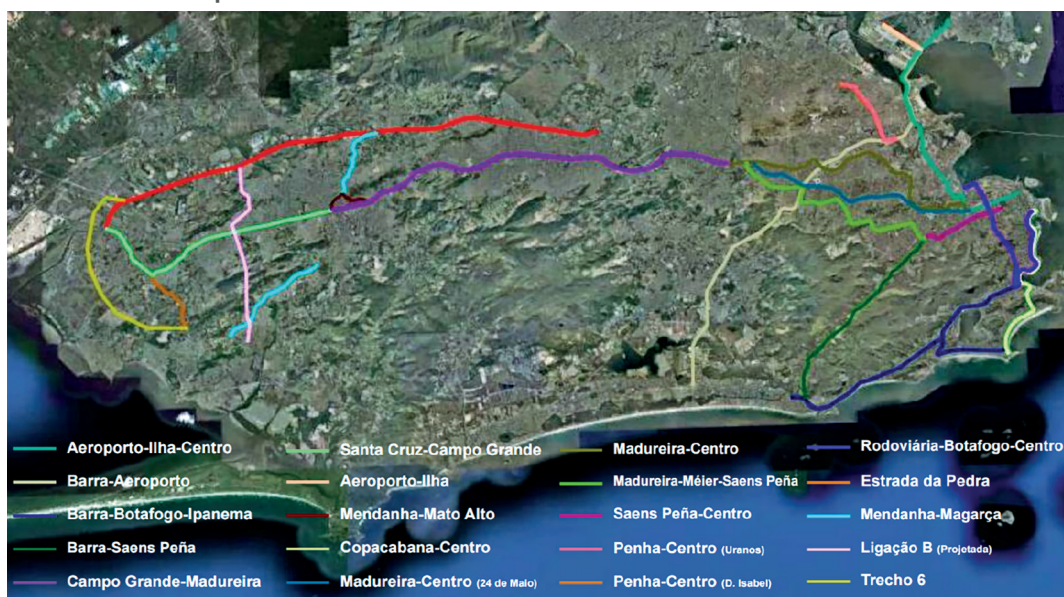 Aeroporto-Ilha-Centro
Barra-Aeroporto
Barra-Botafogo-Ipanema
Barra-Saens Peña
Campo Grande-Madureira
Santa Cruz-Campo Grande
Aeroporto-Ilha
Mendanha-Mato Alto
Copacabana-Centro
Madureira-Centro (24 de Maio)
Madureira-Centro
Madureira-Méier-Saens Peña
Saens Peña-Centro
Penha-Centro (Uranos)
Penha-Centro (D. Isabel)
Rodoviária-Botafogo-Centro
Estrada da Pedra
Mendanha-Magarça
Ligação B (Projetada)
Trecho 6